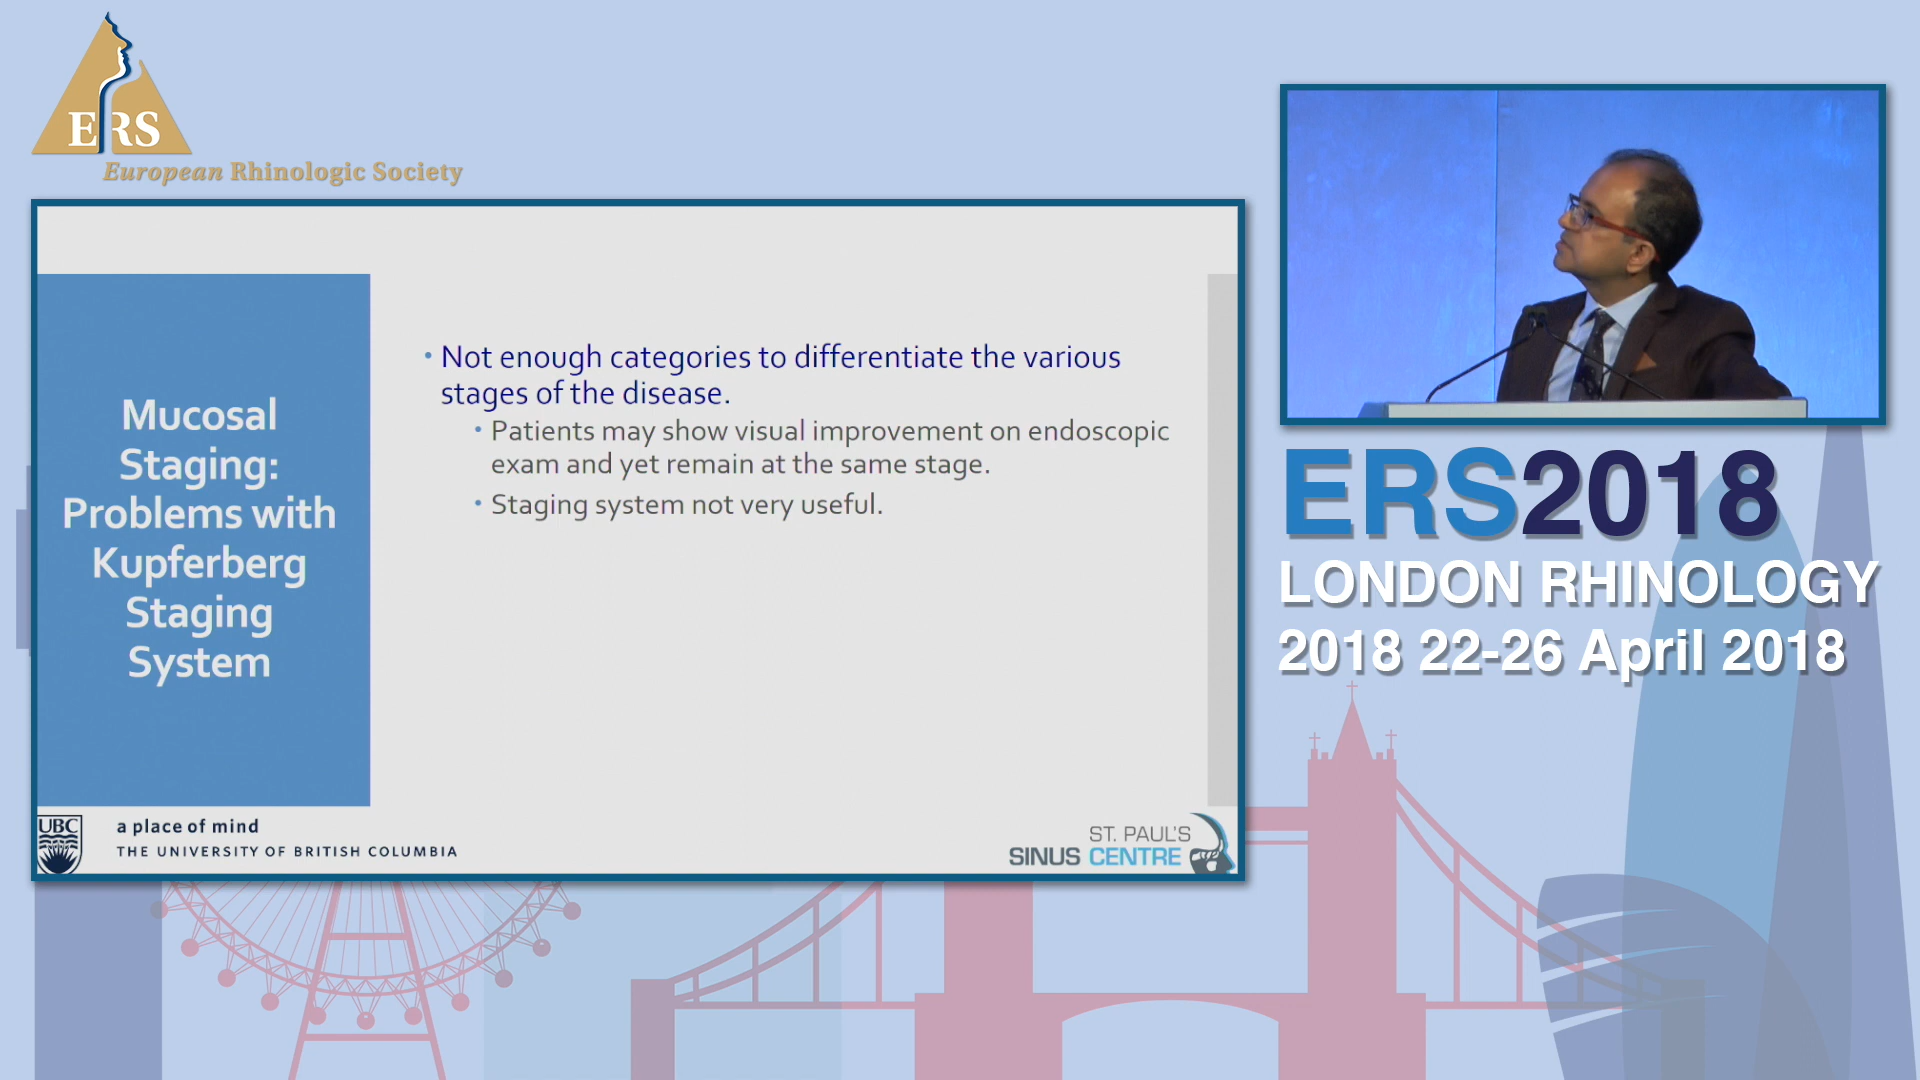 ERS
European Rhinologic Society
Mucosal
Staging:
Problems with
Kupferberg
Staging
System
• Not enough categories to differentiate the various
stages of the disease.
• Patients may show visual improvement on endoscopic
exam and yet remain at the same stage.
• Staging system not very useful.
UBC
a place of mind
THE UNIVERSITY OF BRITISH COLUMBIA
ST. PAUL'S
SINUS CENTRE
ERS2018
LONDON RHINOLOGY
2018 22-26 April 2018